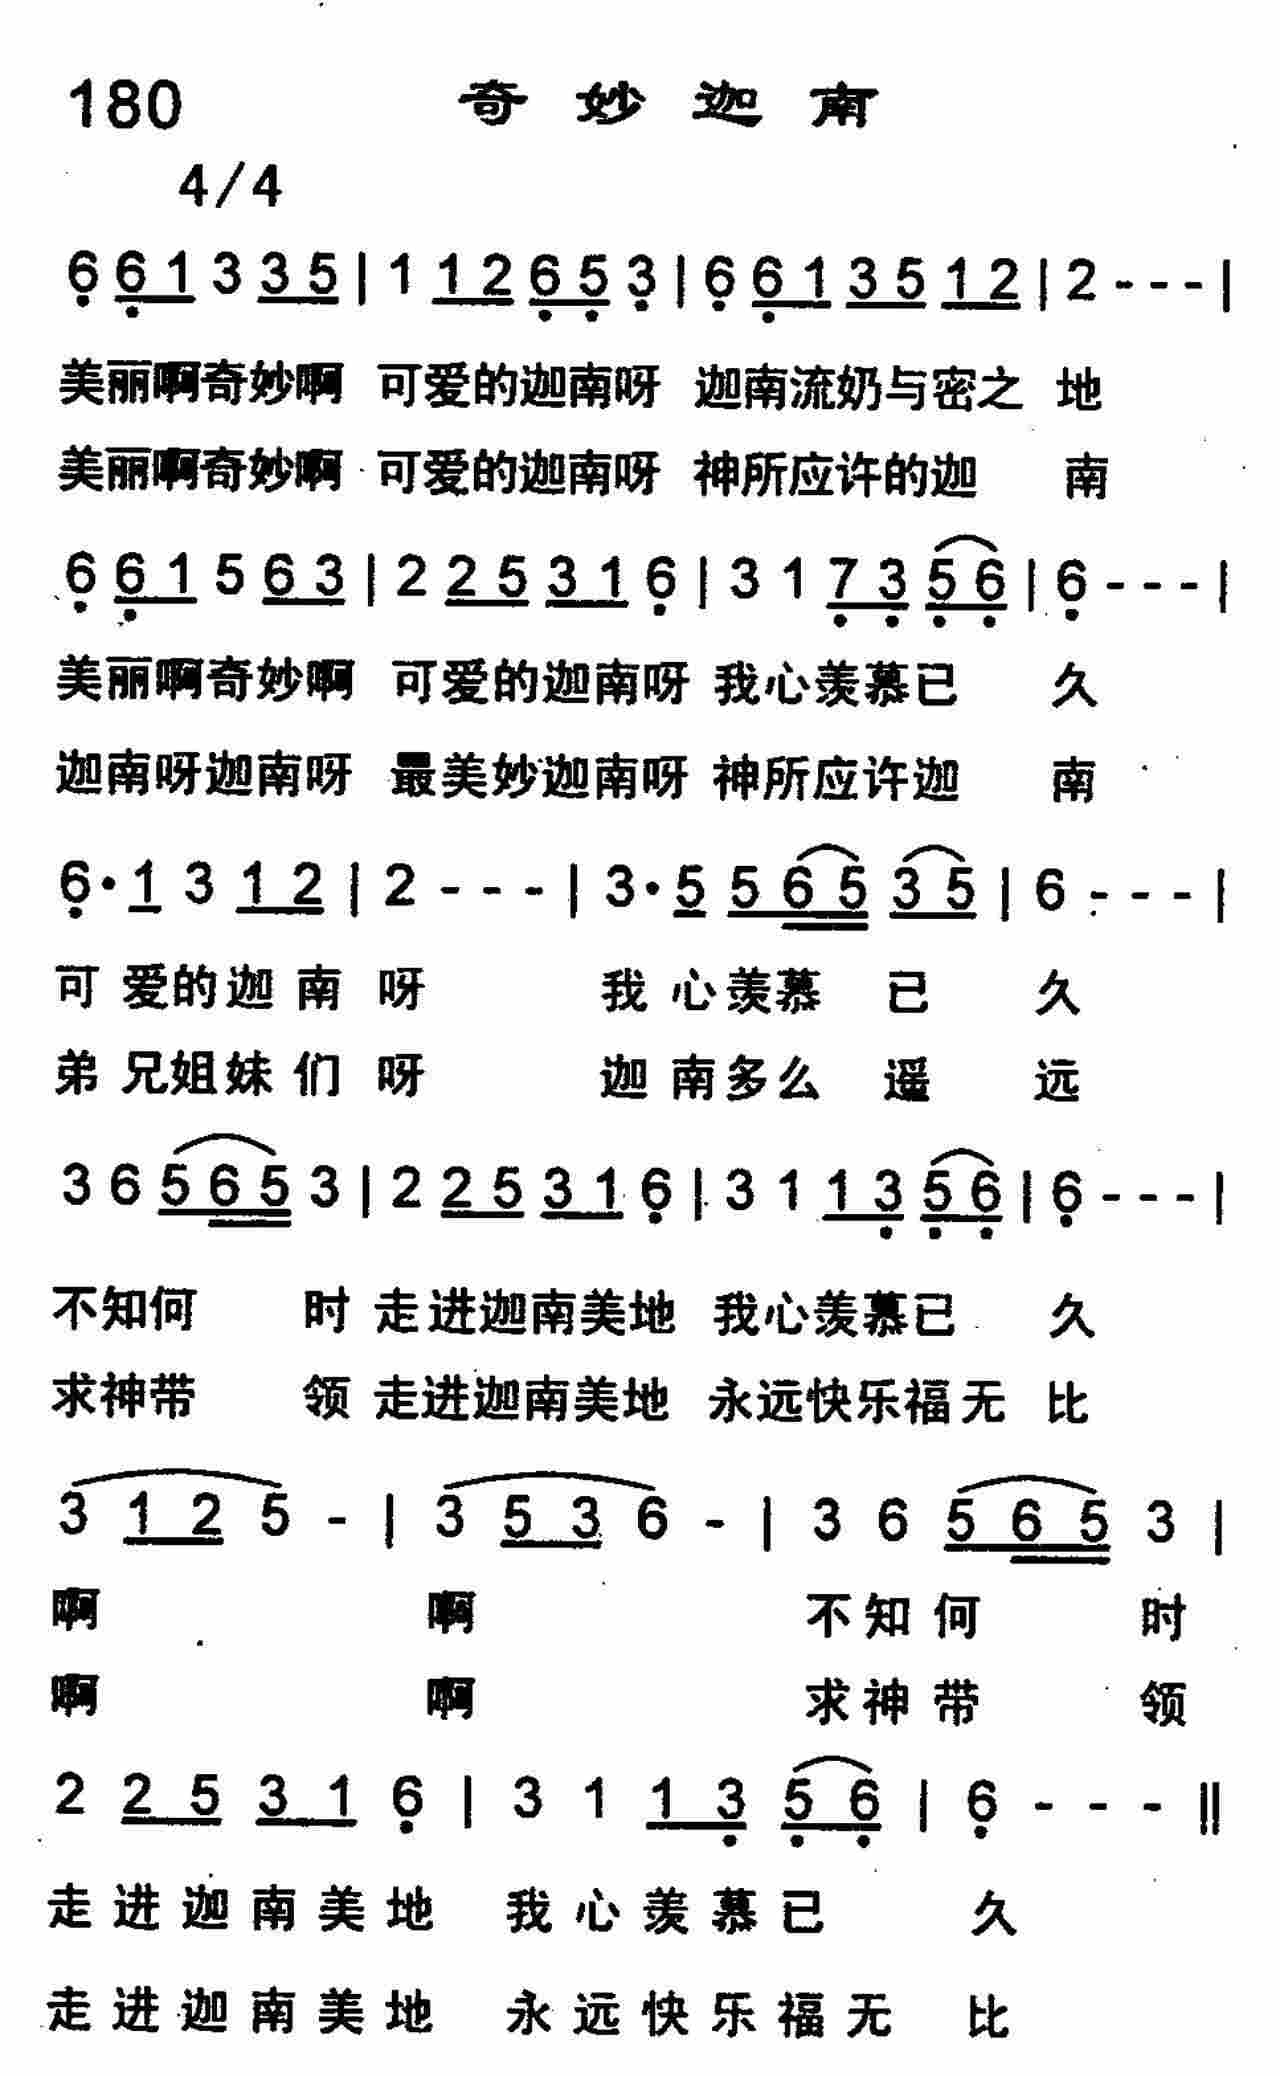 180 奇妙迦南
4/4
6 6 1 3 3 5 | 1 1 2 6 5 3 | 6 6 1 3 5 1 2 | 2 - - - |
美丽啊奇妙啊 可爱的迦南呀 迦南流奶与密之 地
美丽啊奇妙啊 可爱的迦南呀 神所应许的迦 南
6 6 1 5 6 3 | 2 2 5 3 1 6 | 3 1 7 3 5 6 | 6 - - - |
美丽啊奇妙啊 可爱的迦南呀 我心羡慕已 久
迦南呀迦南呀 最美妙迦南呀 神所应许迦 南
6· 1 3 1 2 | 2 - - - | 3· 5 5 6 5 3 5 | 6 - - - |
可 爱的迦 南 呀 我 心羡慕 已 久
弟 兄姐妹 们 呀 迦 南多么 遥 远
3 6 5 6 5 3 | 2 2 5 3 1 6 | 3 1 1 3 5 6 | 6 - - - |
不知何 时 走进迦南美地 我心羡慕已 久
求神带 领 走进迦南美地 永远快乐福无 比
3 1 2 5 - | 3 5 3 6 - | 3 6 5 6 5 3 |
啊 啊 不知何 时
啊 啊 求神带 领
2 2 5 3 1 6 | 3 1 1 3 5 6 | 6 - - - ‖
走进迦南美地 我心羡慕已 久
走进迦南美地 永远快乐福无 比